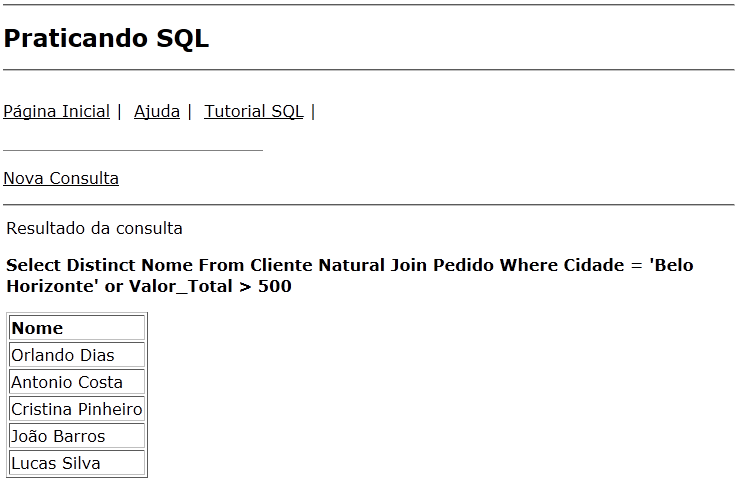 Praticando SQL
Página Inicial | Ajuda | Tutorial SQL |
Nova Consulta
Resultado da consulta
Select Distinct Nome From Cliente Natural Join Pedido Where Cidade = 'Belo
Horizonte' or Valor_Total > 500
Nome
Orlando Dias
Antonio Costa
Cristina Pinheiro
João Barros
Lucas Silva